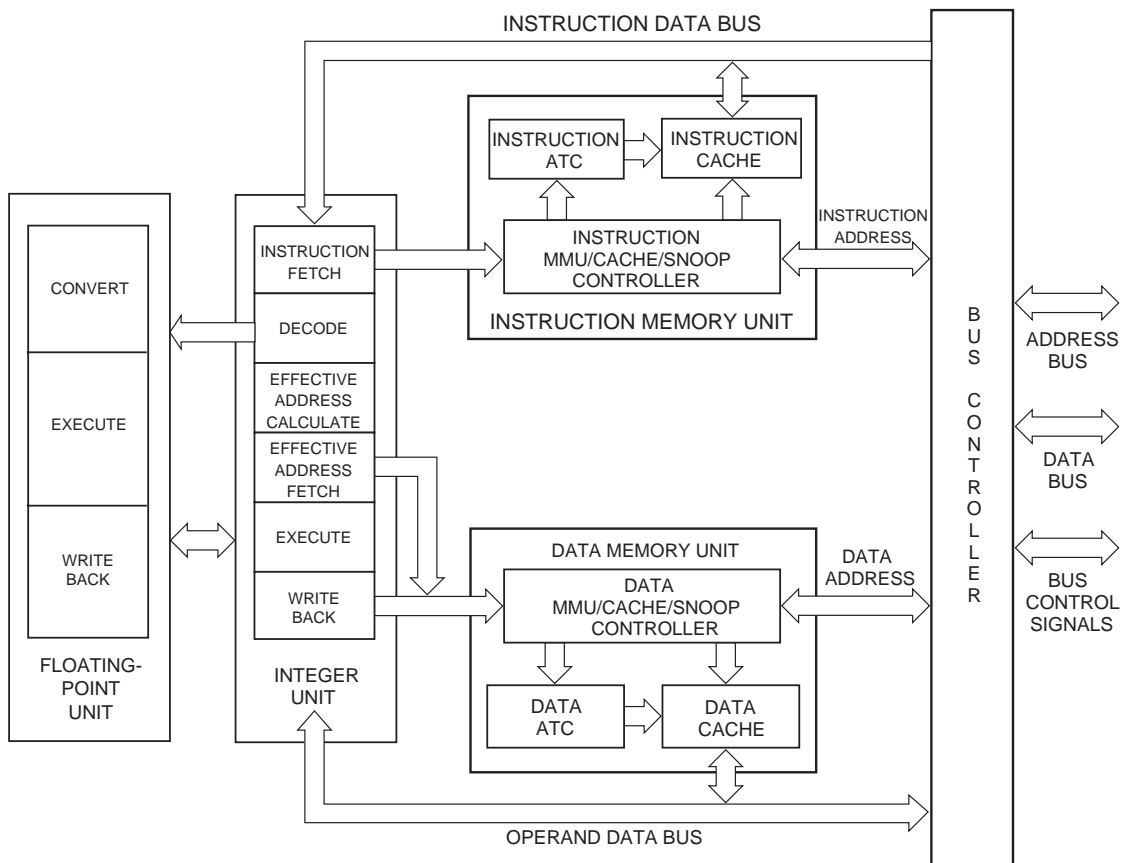 INSTRUCTION DATA BUS
INSTRUCTION
ATC
INSTRUCTION
CACHE
INSTRUCTION
MMU/CACHE/SNOOP
CONTROLLER
INSTRUCTION MEMORY UNIT
INSTRUCTION
ADDRESS
CONVERT
EXECUTE
WRITE
BACK
FLOATING-
POINT
UNIT
INSTRUCTION
FETCH
DECODE
EFFECTIVE
ADDRESS
CALCULATE
EFFECTIVE
ADDRESS
FETCH
EXECUTE
WRITE
BACK
INTEGER
UNIT
DATA MEMORY UNIT
DATA
MMU/CACHE/SNOOP
CONTROLLER
DATA
ATC
DATA
CACHE
DATA
ADDRESS
OPERAND DATA BUS
B
U
S
C
O
N
T
R
O
L
L
E
R
ADDRESS
BUS
DATA
BUS
BUS
CONTROL
SIGNALS